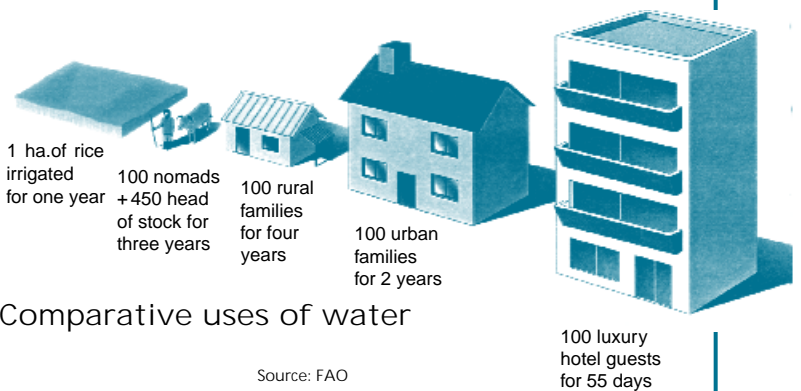 1 ha.of rice
irrigated
for one year
100 nomads
+450 head
of stock for
three years
100 rural
families
for four
years
100 urban
families
for 2 years
100 luxury
hotel guests
for 55 days
Comparative uses of water
Source: FAO